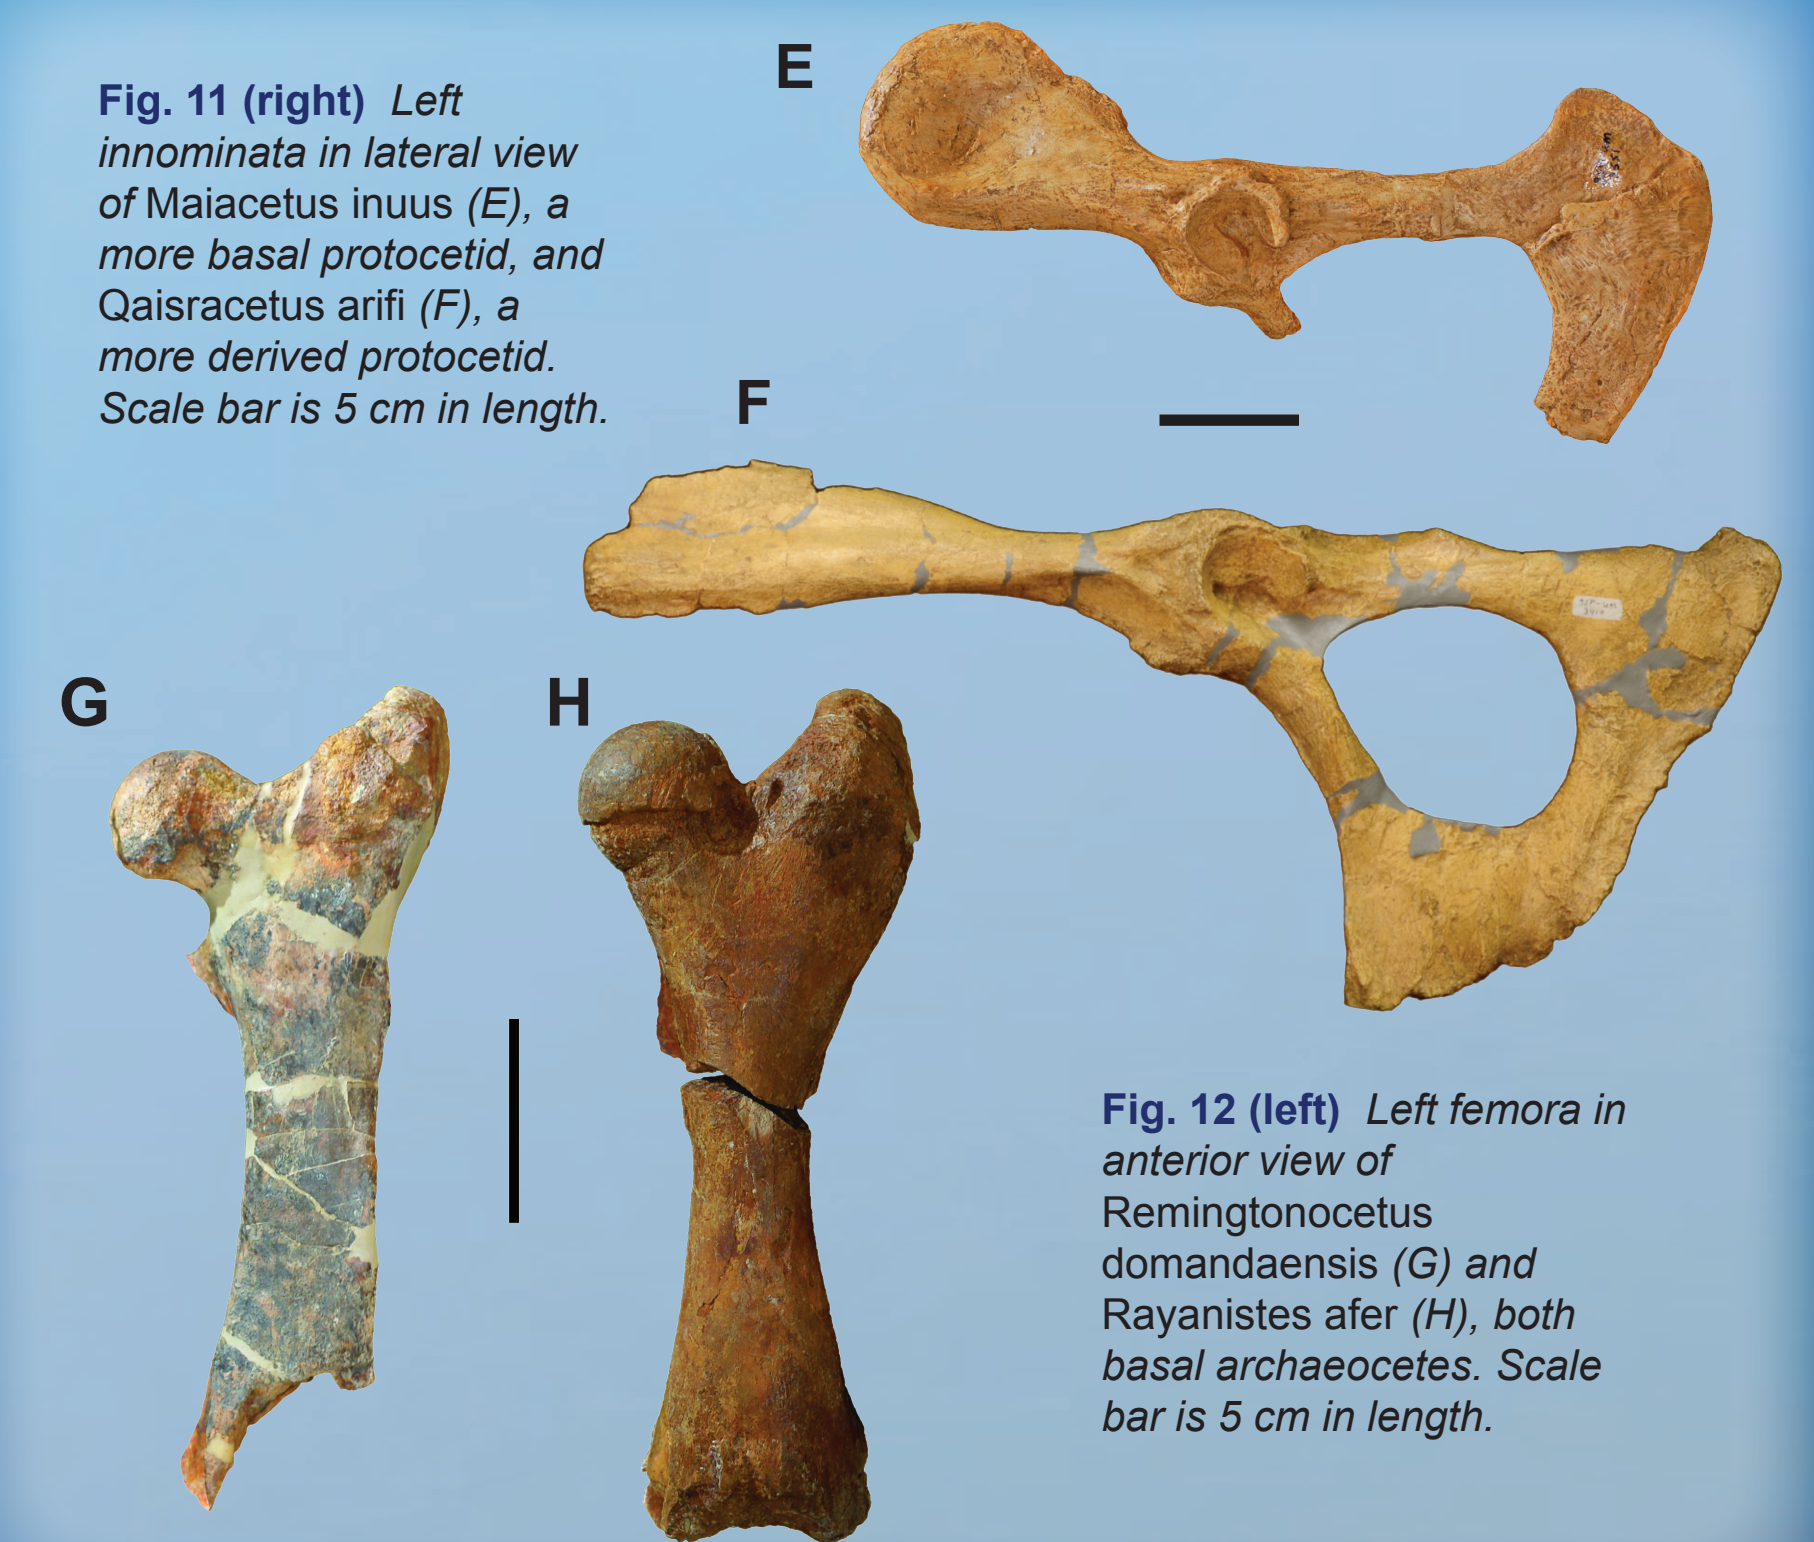 E
Fig. 11 (right) Left
innominata in lateral view
of Maiacetus inuus (E), a
more basal protocetid, and
Qaisracetus arifi (F), a
more derived protocetid.
Scale bar is 5 cm in length.
F
G
H
Fig. 12 (left) Left femora in
anterior view of
Remingtonocetus
domandaensis (G) and
Rayanistes afer (H), both
basal archaeocetes. Scale
bar is 5 cm in length.